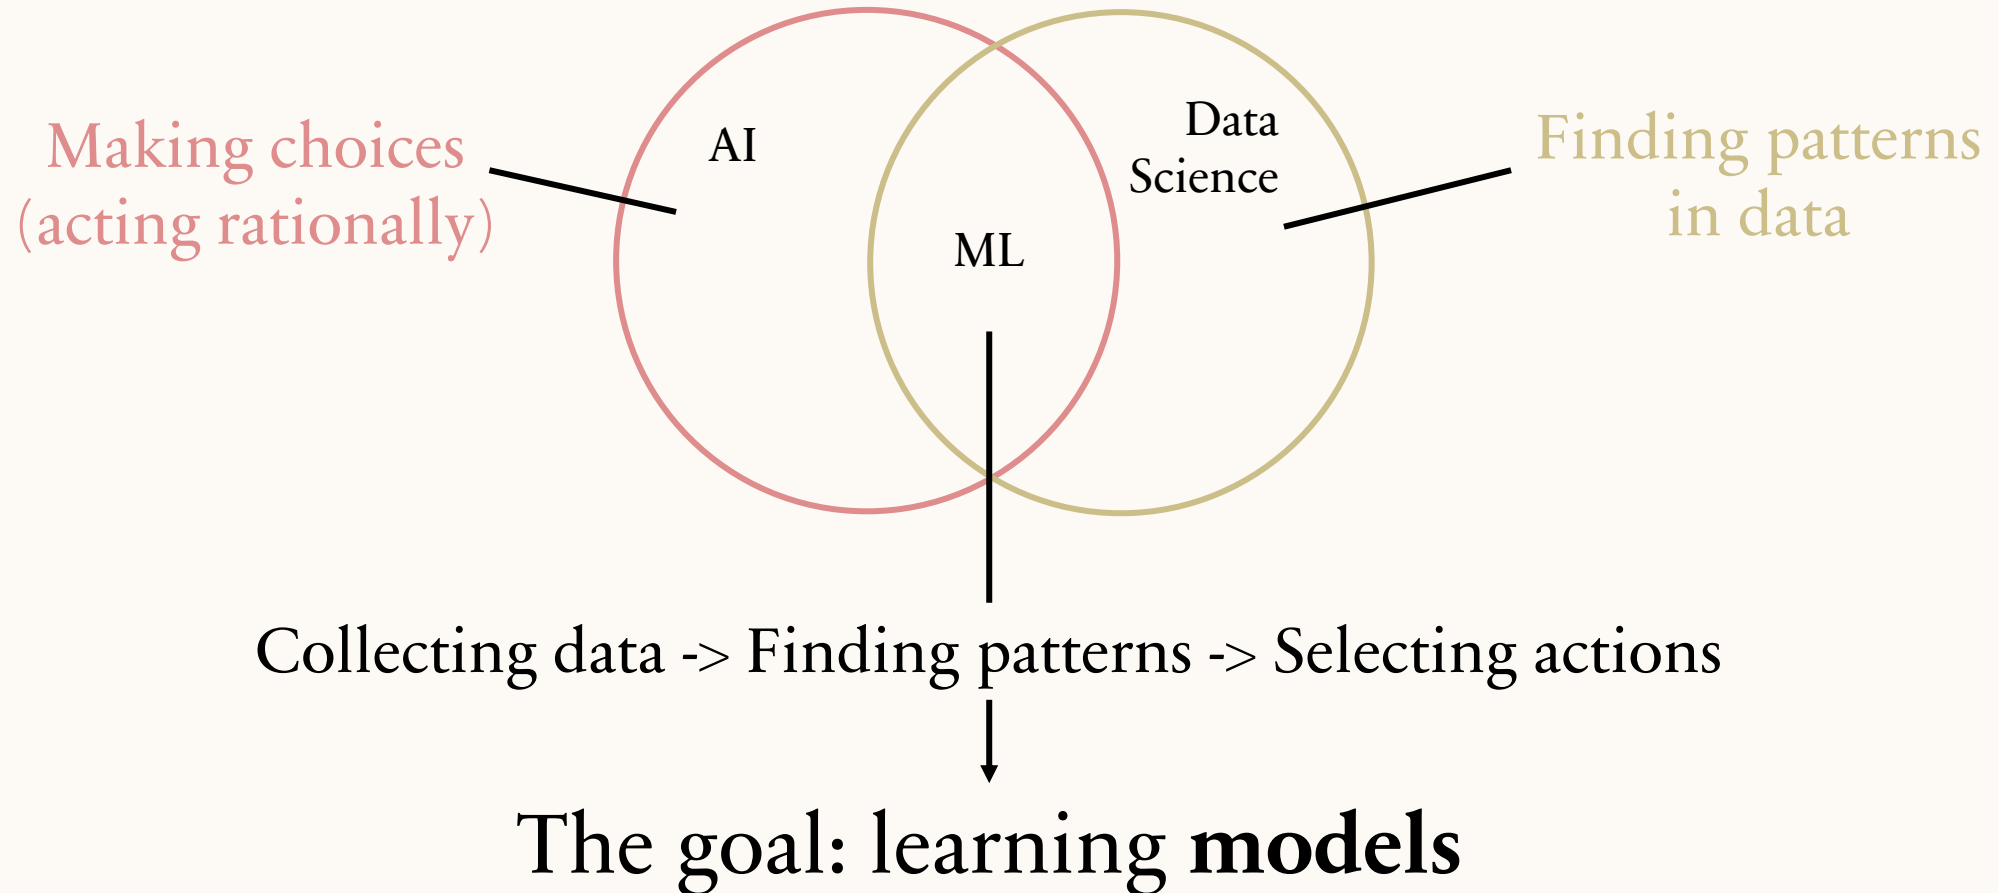 Making choices
(acting rationally)
AI
ML
Data
Science
Finding patterns
in data
Collecting data -> Finding patterns -> Selecting actions
The goal: learning models